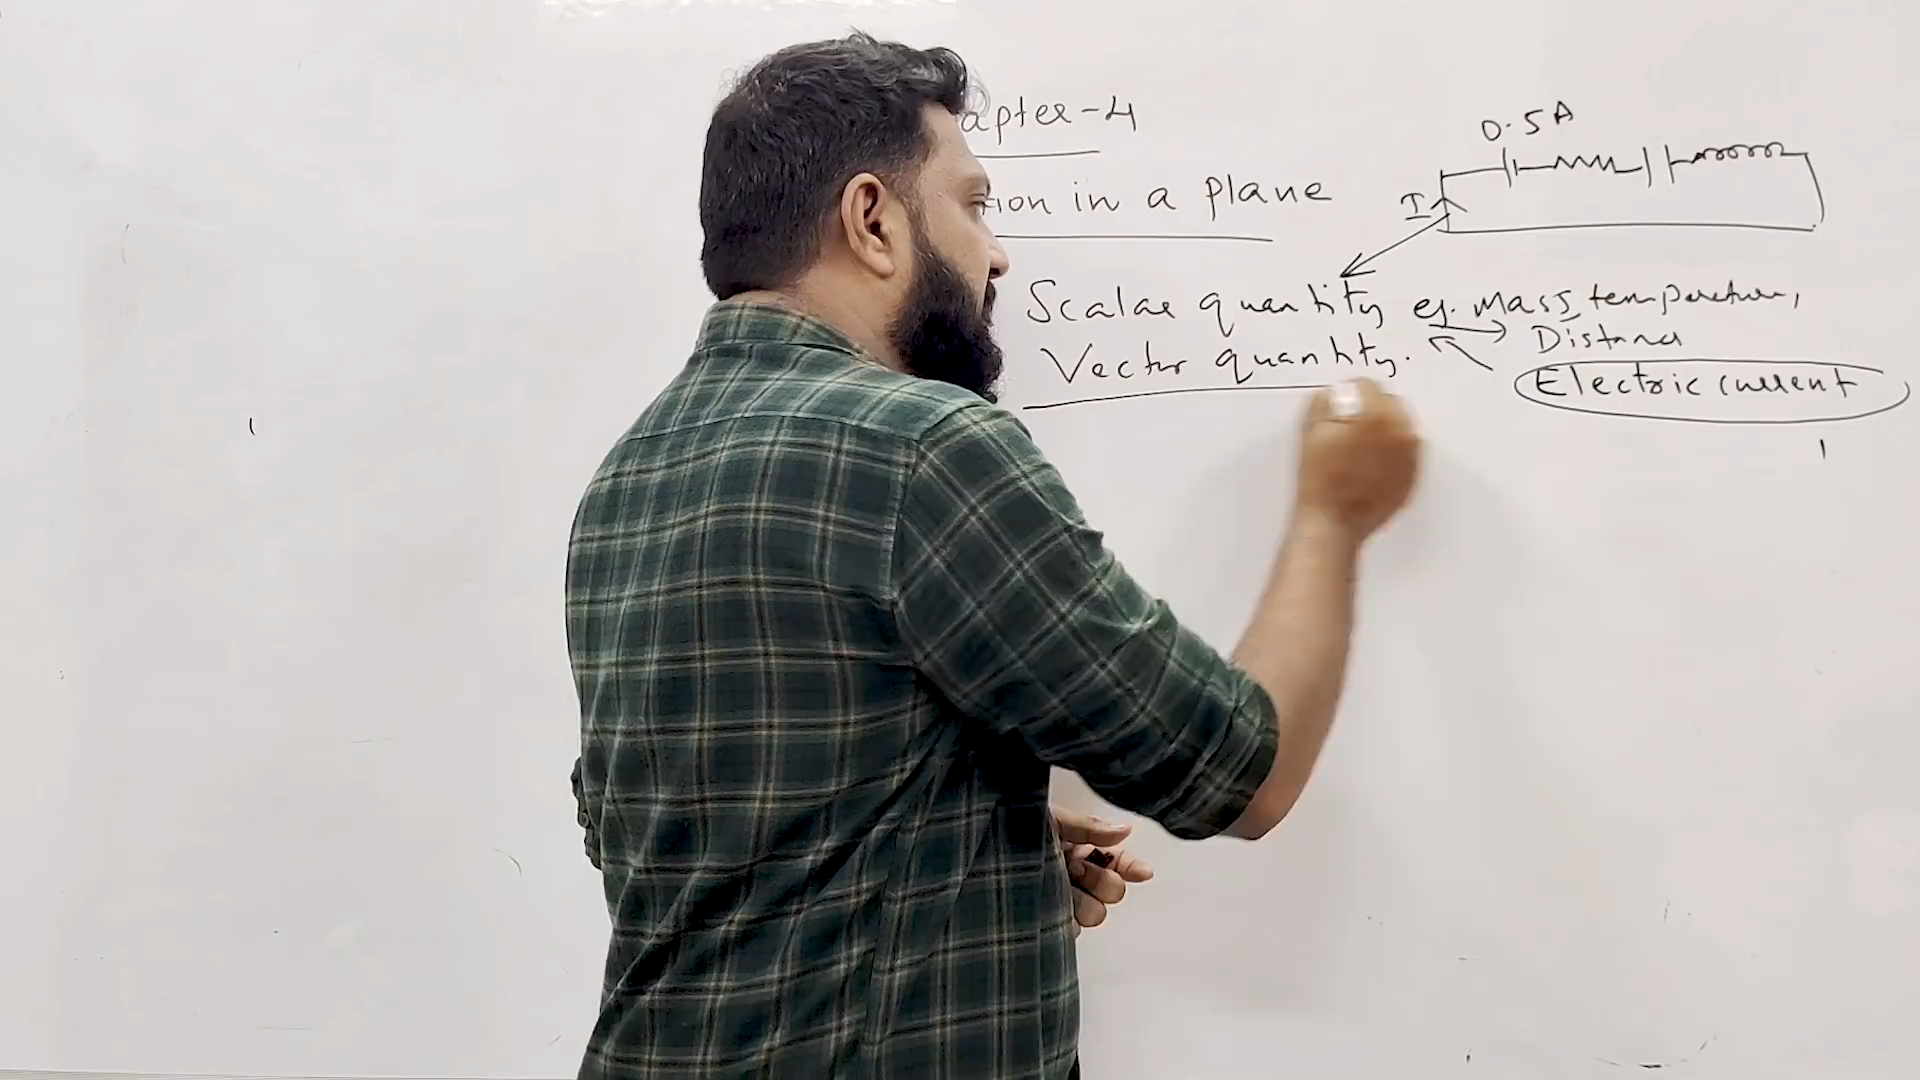 apter-4
ion in a plane
0.5A
I
Scalar quantity eg. Mass, temperature,
Distance
Vector quantity.
Electric current